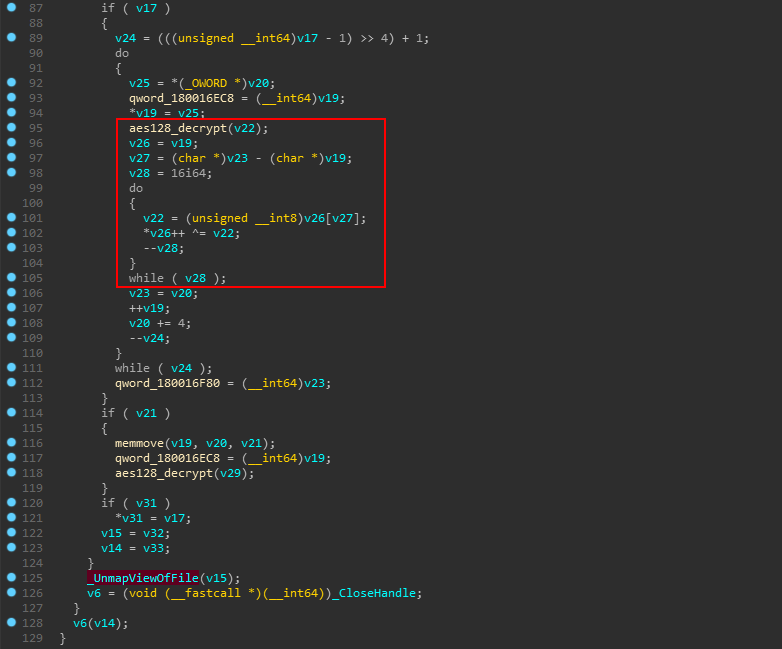 87 if ( v17 )
88 {
89 v24 = (((unsigned __int64)v17 - 1) >> 4) + 1;
90 do
91 {
92 v25 = *(_OWORD *)v20;
93 qword_180016EC8 = (__int64)v19;
94 *v19 = v25;
95 aes128_decrypt(v22);
96 v26 = v19;
97 v27 = (char *)v23 - (char *)v19;
98 v28 = 16i64;
99 do
100 {
101 v22 = (unsigned __int8)v26[v27];
102 *v26++ ^= v22;
103 --v28;
104 }
105 while ( v28 );
106 v23 = v20;
107 ++v19;
108 v20 += 4;
109 --v24;
110 }
111 while ( v24 );
112 qword_180016F80 = (__int64)v23;
113 }
114 if ( v21 )
115 {
116 memmove(v19, v20, v21);
117 qword_180016EC8 = (__int64)v19;
118 aes128_decrypt(v29);
119 }
120 if ( v31 )
121 *v31 = v17;
122 v15 = v32;
123 v14 = v33;
124 }
125 _UnmapViewOfFile(v15);
126 v6 = (void (__fastcall *)(__int64))_CloseHandle;
127 }
128 v6(v14);
129 }